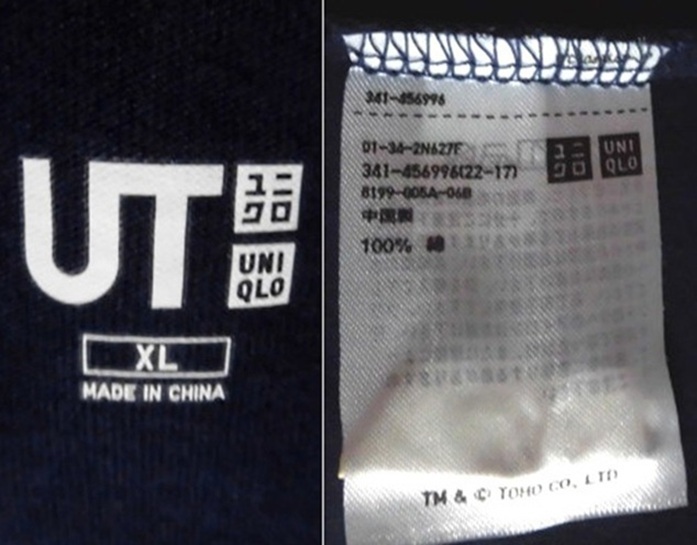 UT
ユニ
クロ
UNI
QLO
XL
MADE IN CHINA
341-456996
01-34-2N627F
341-456996(22-17)
8199-005A-06B
中国製
100% 綿
ユニ
クロ
UNI
QLO
TM & © TOHO CO., LTD